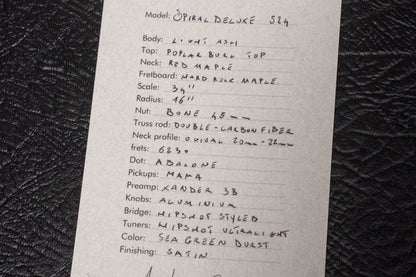 Model: SPIRAL DELUXE S24
Body: LIGHT ASH
Top: POPLAR BURL TOP
Neck: RED MAPLE
Fretboard: HARD ROCK MAPLE
Scale: 34"
Radius: 16"
Nut: BONE 45mm
Truss rod: DOUBLE-CARBON FIBER
Neck profile: OVIVAL 20mm-22mm
frets: 6230
Dot: ABALONE
Pickups: MAMA
Preamp: XANDER 3B
Knobs: ALUMINIUM
Bridge: HIPSHOT STYLED
Tuners: HIPSHOT ULTRALIGHT
Color: SEA GREEN BURST
Finishing: SATIN